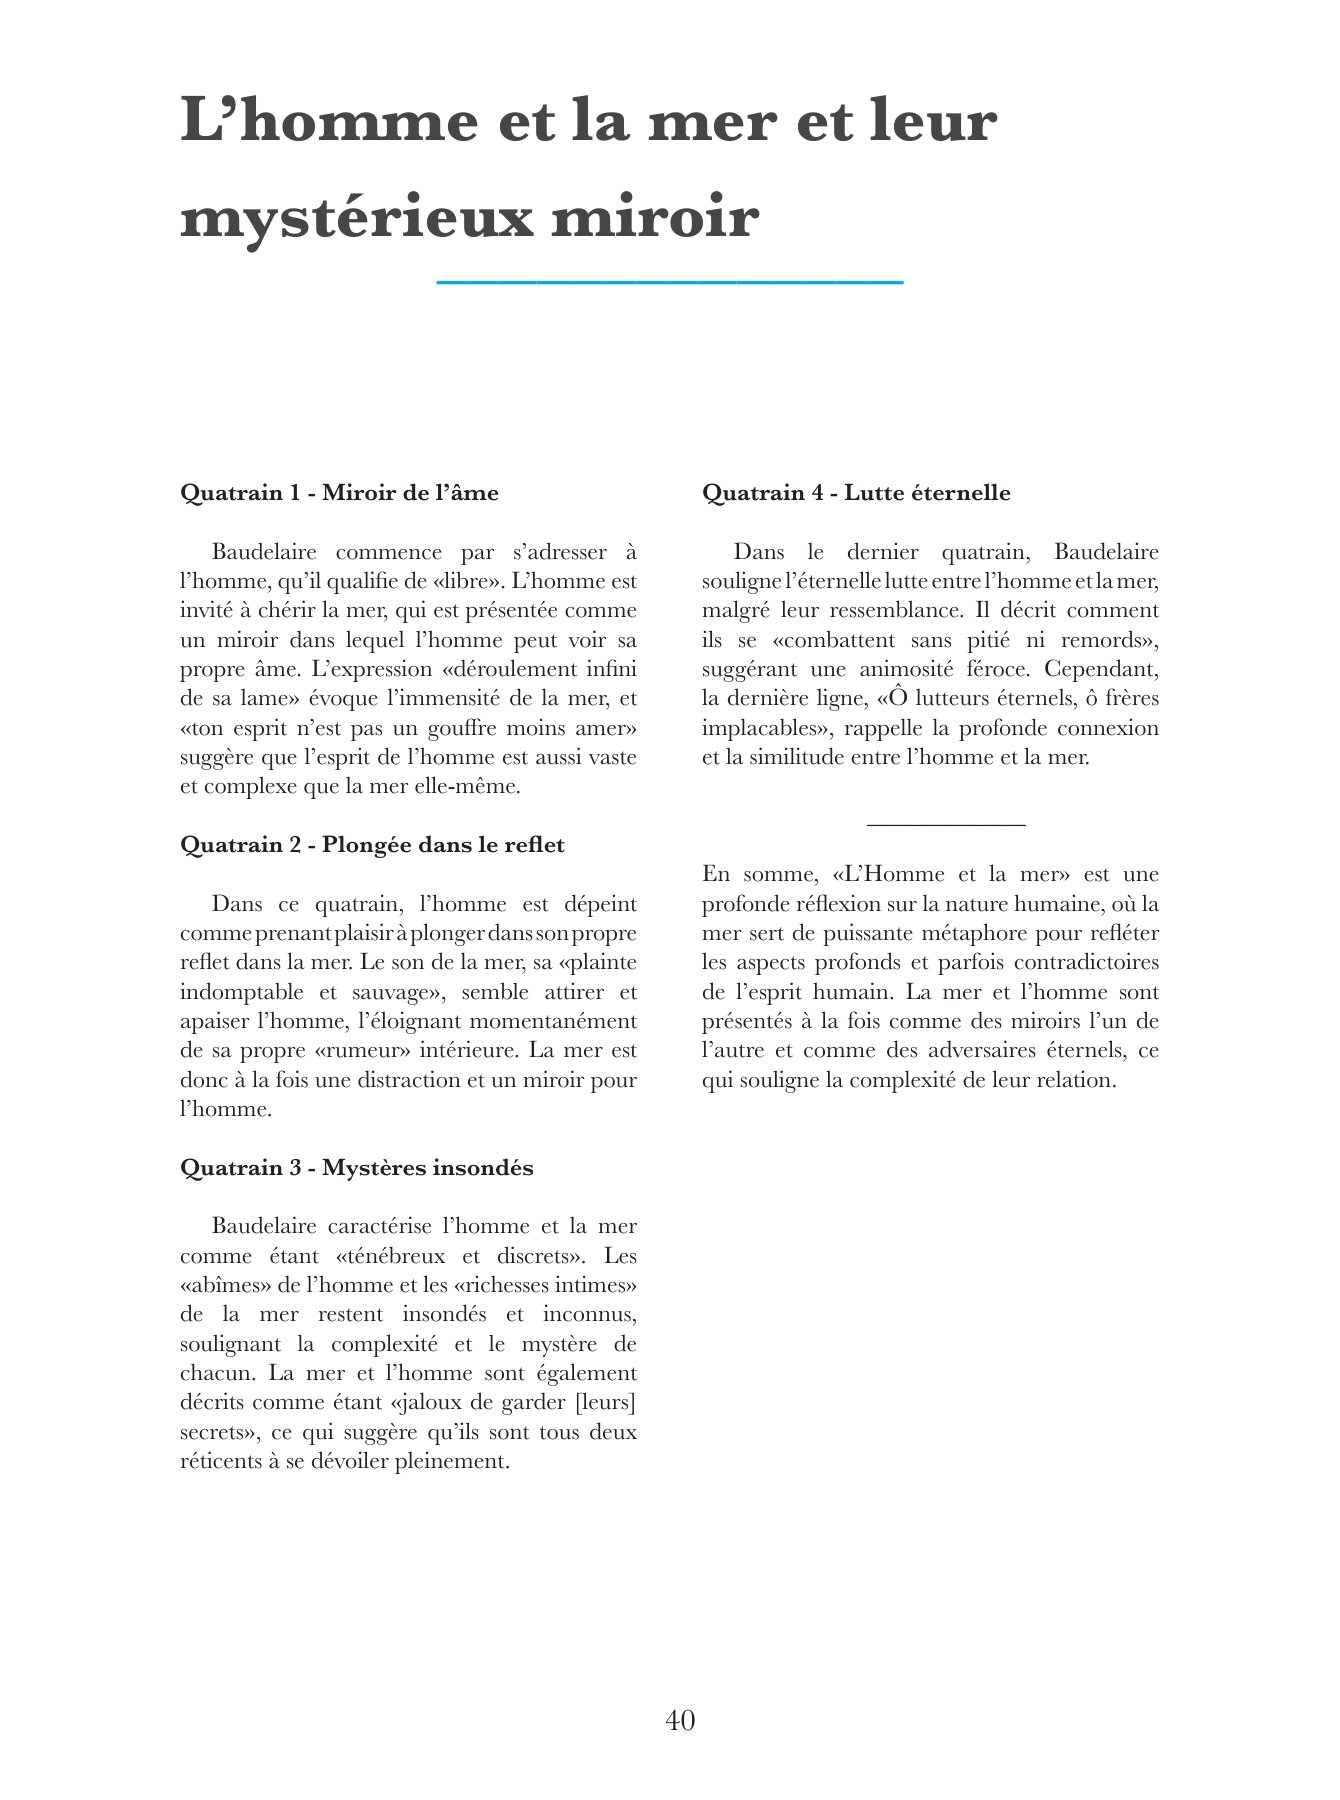 L’homme et la mer et leur
mystérieux miroir
Quatrain 1 - Miroir de l’âme
Baudelaire commence par s’adresser à
l’homme, qu’il qualifie de «libre». L’homme est
invité à chérir la mer, qui est présentée comme
un miroir dans lequel l’homme peut voir sa
propre âme. L’expression «déroulement infini
de sa lame» évoque l’immensité de la mer, et
«ton esprit n’est pas un gouffre moins amer»
suggère que l’esprit de l’homme est aussi vaste
et complexe que la mer elle-même.
Quatrain 2 - Plongée dans le reflet
Dans ce quatrain, l’homme est dépeint
comme prenant plaisir à plonger dans son propre
reflet dans la mer. Le son de la mer, sa «plainte
indomptable et sauvage», semble attirer et
apaiser l’homme, l’éloignant momentanément
de sa propre «rumeur» intérieure. La mer est
donc à la fois une distraction et un miroir pour
l’homme.
Quatrain 3 - Mystères insondés
Baudelaire caractérise l’homme et la mer
comme étant «ténébreux et discrets». Les
«abîmes» de l’homme et les «richesses intimes»
de la mer restent insondés et inconnus,
soulignant la complexité et le mystère de
chacun. La mer et l’homme sont également
décrits comme étant «jaloux de garder [leurs]
secrets», ce qui suggère qu’ils sont tous deux
réticents à se dévoiler pleinement.
Quatrain 4 - Lutte éternelle
Dans le dernier quatrain, Baudelaire
souligne l’éternelle lutte entre l’homme et la mer,
malgré leur ressemblance. Il décrit comment
ils se «combattent sans pitié ni remords»,
suggérant une animosité féroce. Cependant,
la dernière ligne, «Ô lutteurs éternels, ô frères
implacables», rappelle la profonde connexion
et la similitude entre l’homme et la mer.
En somme, «L’Homme et la mer» est une
profonde réflexion sur la nature humaine, où la
mer sert de puissante métaphore pour refléter
les aspects profonds et parfois contradictoires
de l’esprit humain. La mer et l’homme sont
présentés à la fois comme des miroirs l’un de
l’autre et comme des adversaires éternels, ce
qui souligne la complexité de leur relation.
40